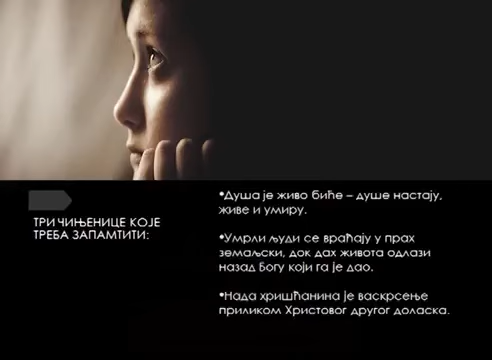 ТРИ ЧИЊЕНИЦЕ КОЈЕ
ТРЕБА ЗАПАМТИТИ:
•Душа је живо биће – душе настају,
живе и умиру.
•Умрли људи се враћају у прах
земаљски, док дах живота одлази
назад Богу који га је дао.
•Нада хришћанина је васкрсење
приликом Христовог другог доласка.